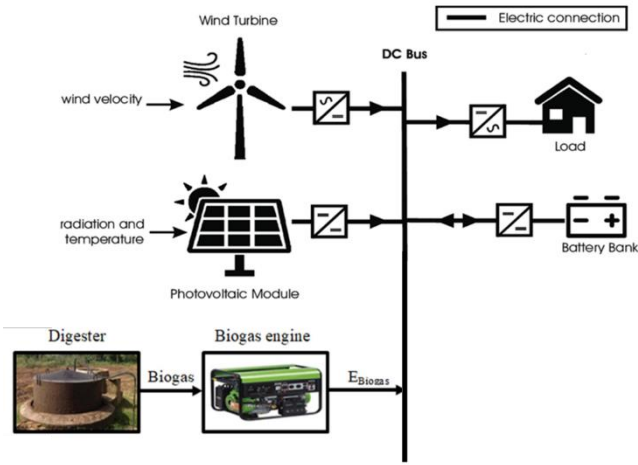 Wind Turbine
Electric connection
DC Bus
wind velocity
Load
radiation and
temperature
Battery Bank
Photovoltaic Module
Digester
Biogas engine
Biogas
E_Biogas